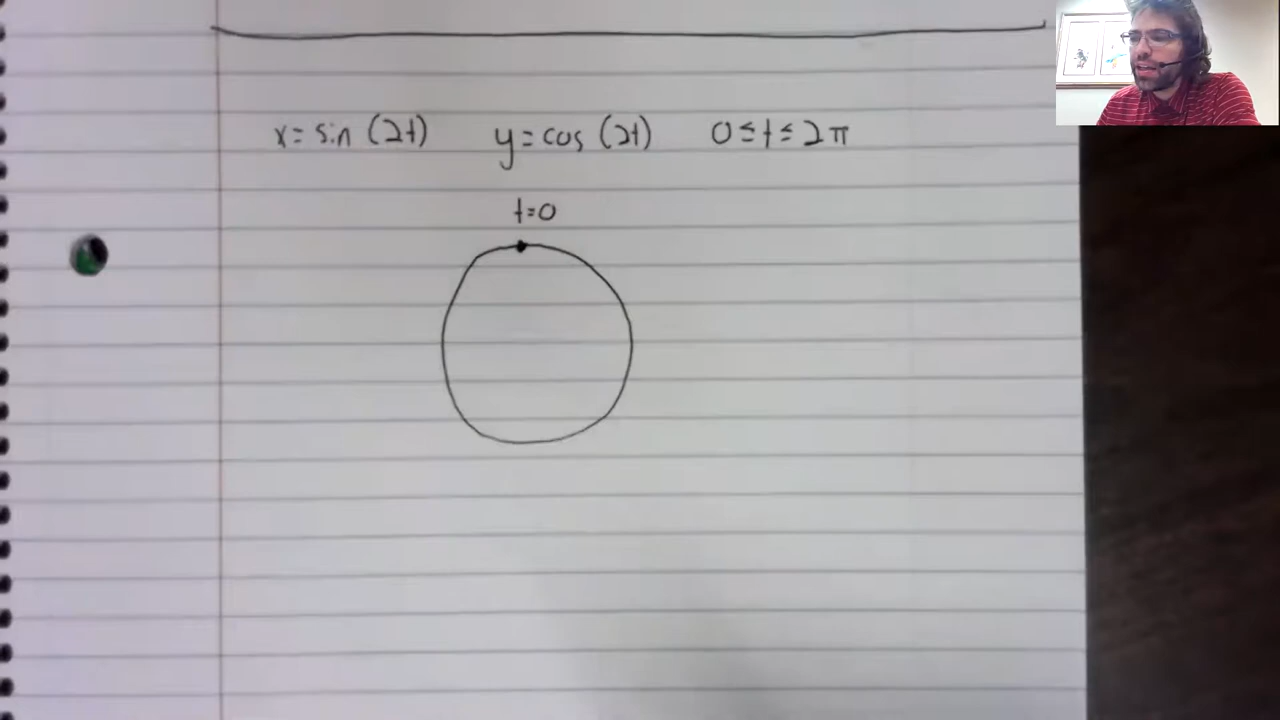 x = sin (2t) y = cos (2t) 0 ≤ t ≤ 2π
t = 0